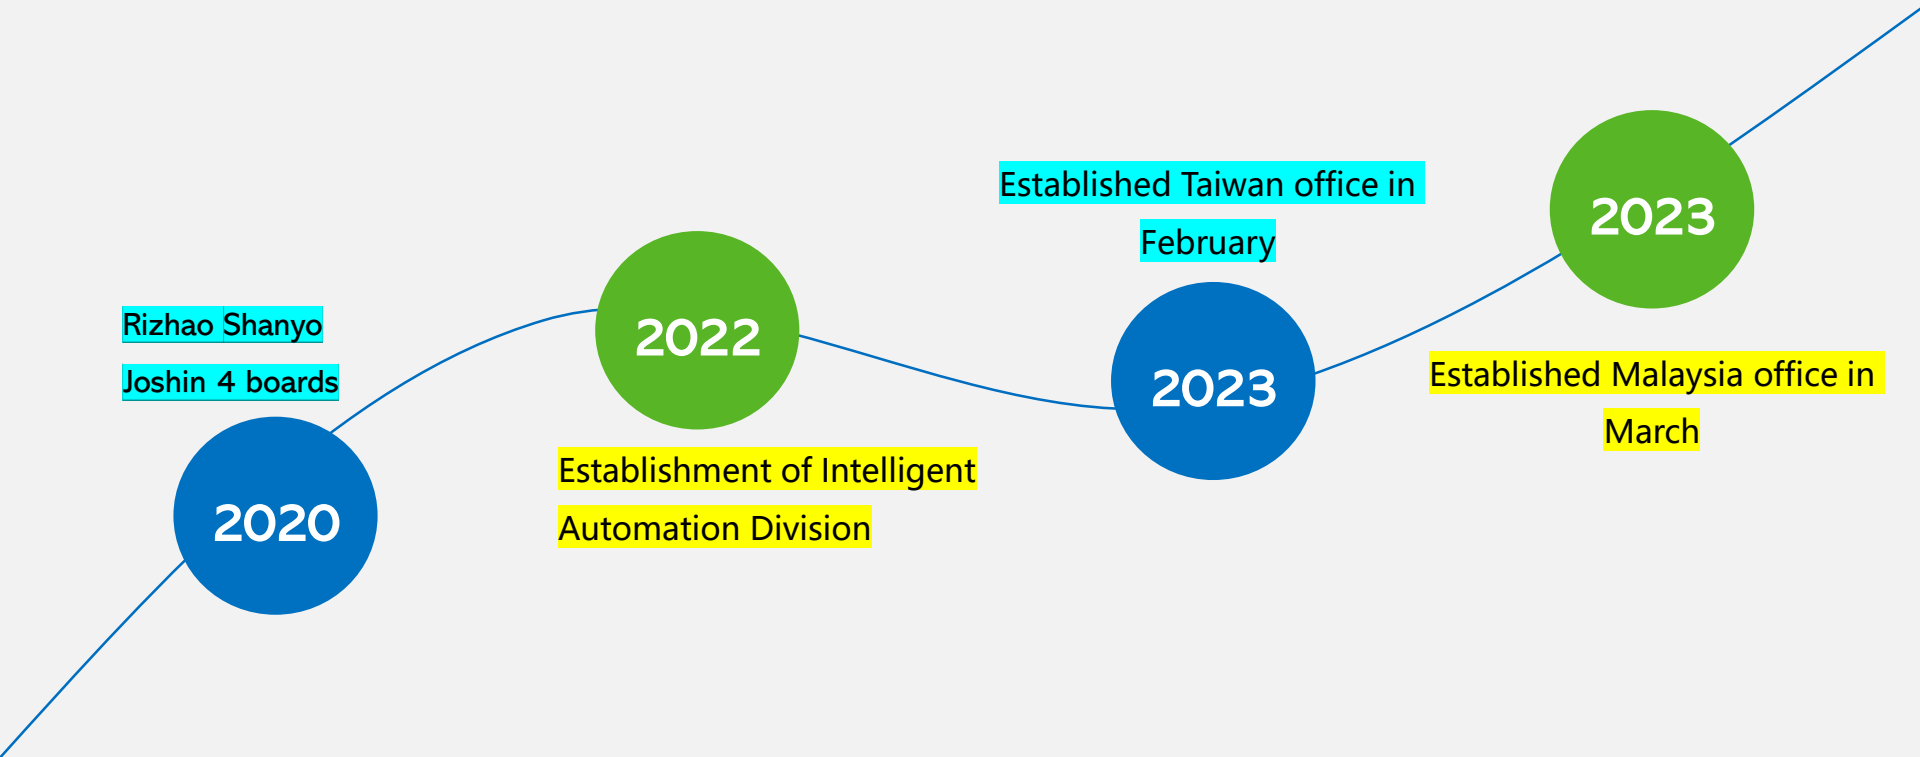 Rizhao Shanyo
Joshin 4 boards
2020
2022
Establishment of Intelligent
Automation Division
Established Taiwan office in
February
2023
2023
Established Malaysia office in
March